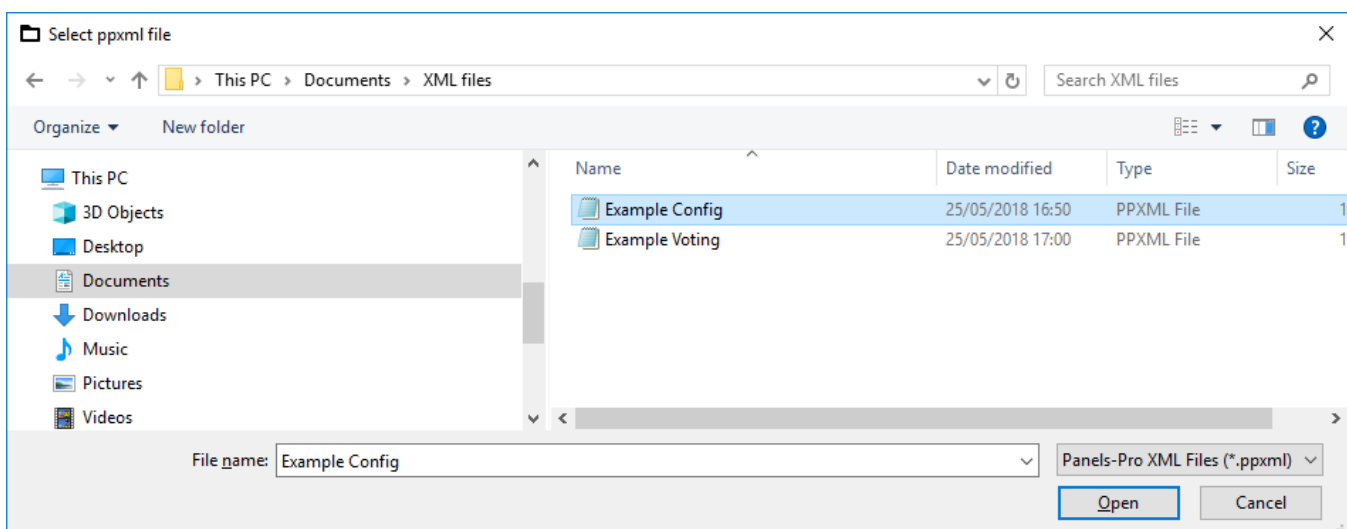 Select ppxml file
This PC > Documents > XML files
Search XML files
Organize
New folder
?
Name
Date modified
Type
Size
This PC
3D Objects
Desktop
Documents
Downloads
Music
Pictures
Videos
Example Config 25/05/2018 16:50 PPXML File 1
Example Voting 25/05/2018 17:00 PPXML File 1
File name: Example Config
Panels-Pro XML Files (*.ppxml)
Open
Cancel